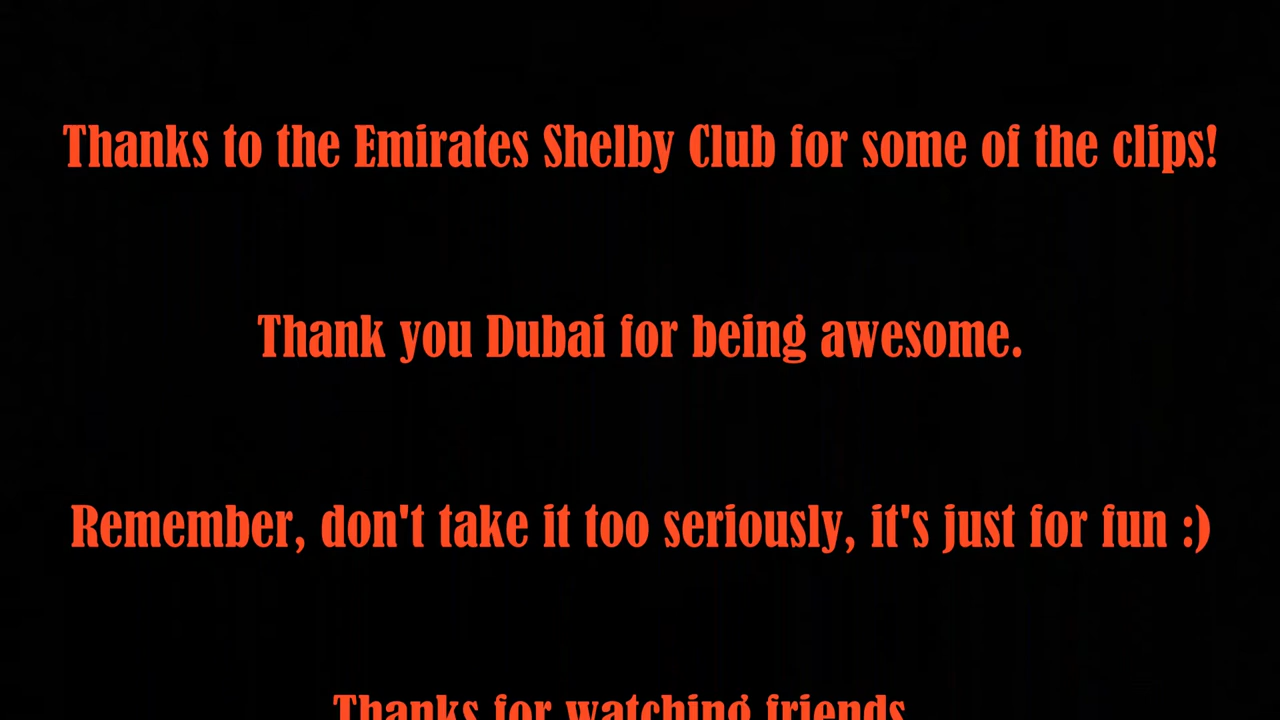 Thanks to the Emirates Shelby Club for some of the clips!
Thank you Dubai for being awesome.
Remember, don't take it too seriously, it's just for fun :)
Thanks for watching friends